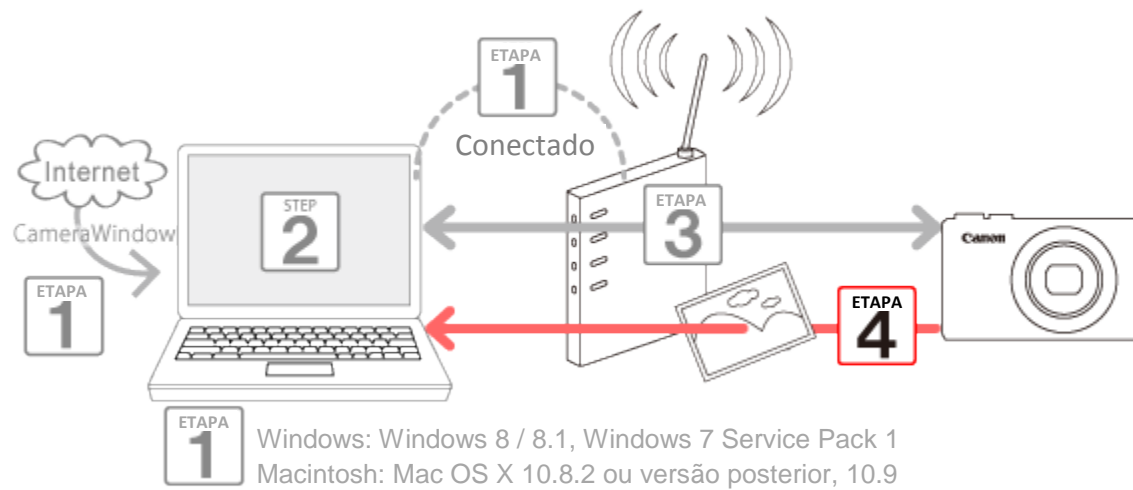 ETAPA
1
Conectado
Internet
CameraWindow
STEP
2
ETAPA
3
Canon
ETAPA
1
ETAPA
4
ETAPA
1
Windows: Windows 8 / 8.1, Windows 7 Service Pack 1
Macintosh: Mac OS X 10.8.2 ou versão posterior, 10.9